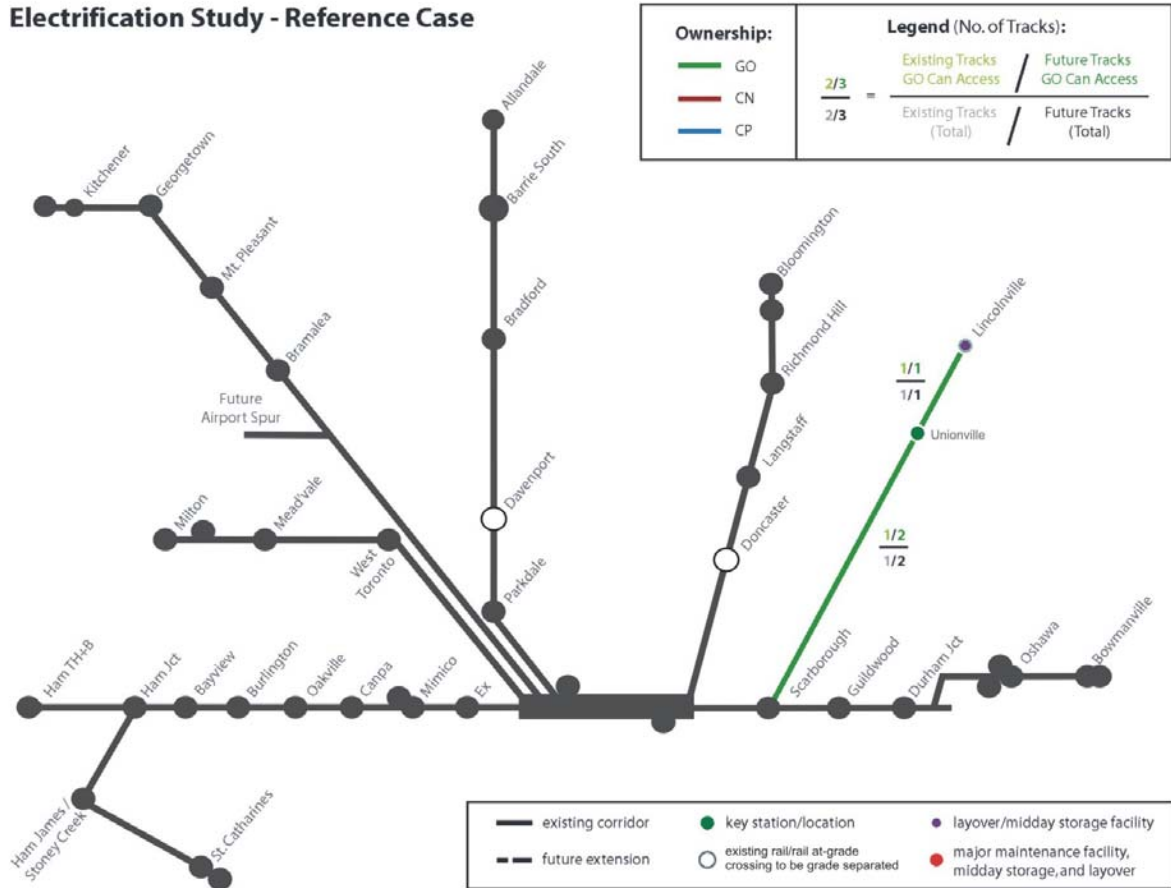 Electrification Study - Reference Case
Ownership:
GO
CN
CP
Legend (No. of Tracks):
2/3
2/3
=
Existing Tracks
GO Can Access
/
Future Tracks
GO Can Access
Existing Tracks
(Total)
/
Future Tracks
(Total)
Allandale
Kitchener
Georgetown
Barrie South
Mt. Pleasant
Bloomington
Bradford
Lincolnville
Bramalea
Richmond Hill
1/1
1/1
Future
Airport Spur
Unionville
Langstaff
Milton
Mead'vale
West
Toronto
Davenport
Doncaster
1/2
1/2
Parkdale
Ham TH+B
Ham Jct
Bayview
Burlington
Oakville
Canpa
Mimico
Ex
Scarborough
Guildwood
Durham Jct
Oshawa
Bowmanville
Ham James /
Stoney Creek
St. Catharines
existing corridor
key station/location
layover/midday storage facility
future extension
existing rail/rail at-grade
crossing to be grade separated
major maintenance facility,
midday storage, and layover